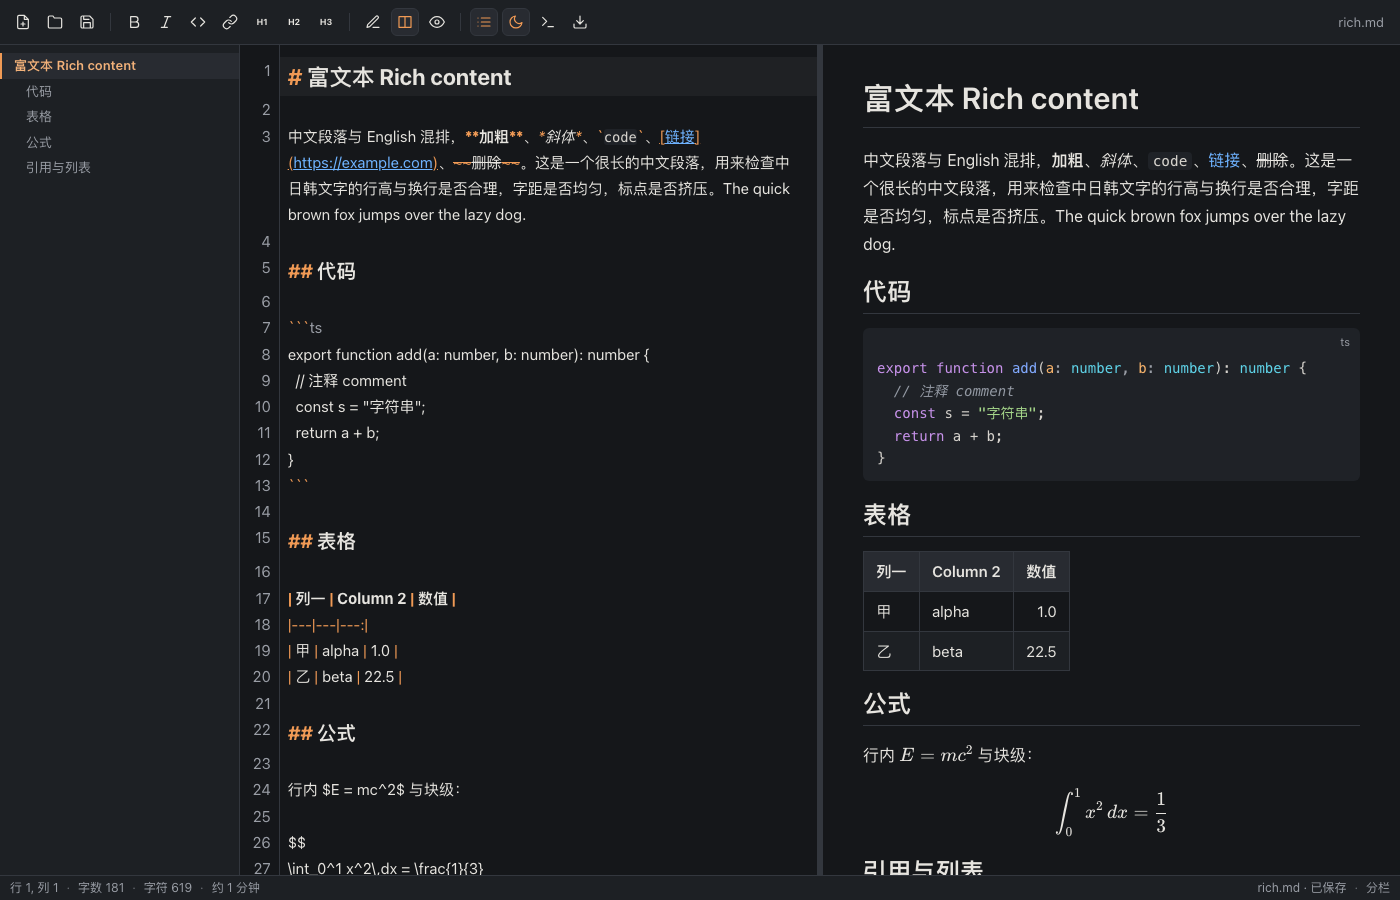 B I H1 H2 H3
rich.md
富文本 Rich content
代码
表格
公式
引用与列表
1 # 富文本 Rich content
2
3 中文段落与 English 混排，**加粗**、*斜体*、`code`、[链接]
(https://example.com)、~~删除~~。这是一个很长的中文段落，用来检查中
日韩文字的行高与换行是否合理，字距是否均匀，标点是否挤压。The quick
brown fox jumps over the lazy dog.
4
5 ## 代码
6
7 ```ts
8 export function add(a: number, b: number): number {
9 // 注释 comment
10 const s = "字符串";
11 return a + b;
12 }
13 ```
14
15 ## 表格
16
17 | 列一 | Column 2 | 数值 |
18 |---|---|---:|
19 | 甲 | alpha | 1.0 |
20 | 乙 | beta | 22.5 |
21
22 ## 公式
23
24 行内 $E = mc^2$ 与块级：
25
26 $$
27 \int_0^1 x^2\,dx = \frac{1}{3}
富文本 Rich content
中文段落与 English 混排，加粗、斜体、code、链接、删除。这是一
个很长的中文段落，用来检查中日韩文字的行高与换行是否合理，字距
是否均匀，标点是否挤压。The quick brown fox jumps over the lazy
dog.
代码
ts
export function add(a: number, b: number): number {
// 注释 comment
const s = "字符串";
return a + b;
}
表格
列一 Column 2 数值
甲 alpha 1.0
乙 beta 22.5
公式
行内 E = mc² 与块级：
∫₀¹ x² dx = 1/3
引用与列表
行 1, 列 1 · 字数 181 · 字符 619 · 约 1 分钟
rich.md · 已保存 · 分栏